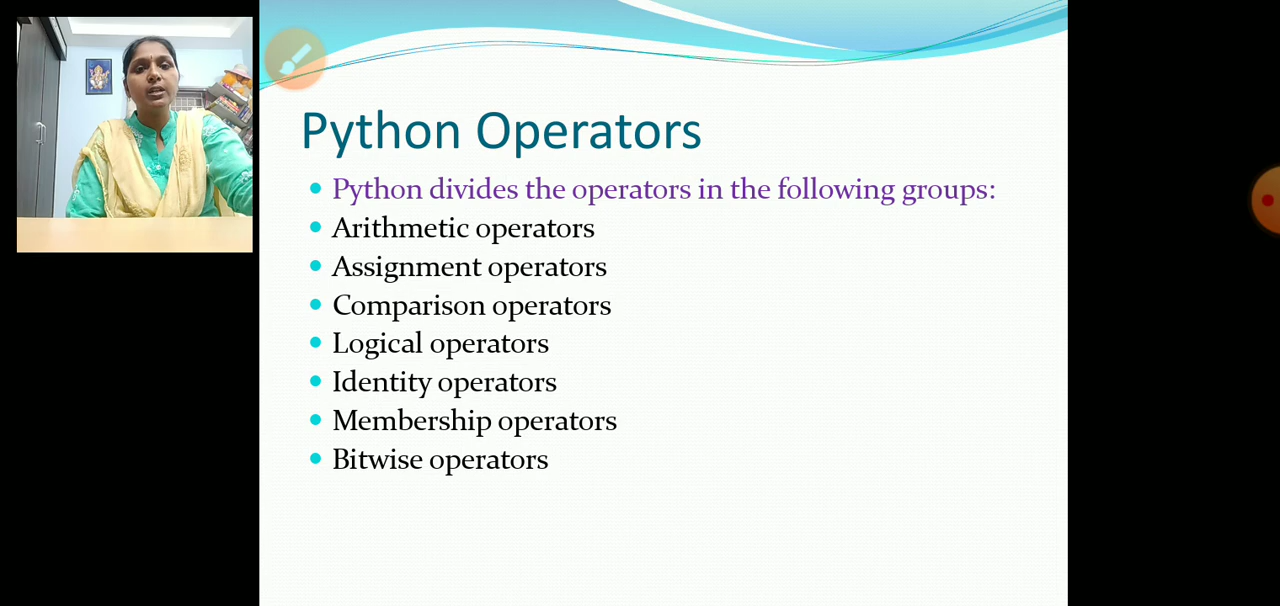 Python Operators
Python divides the operators in the following groups:
Arithmetic operators
Assignment operators
Comparison operators
Logical operators
Identity operators
Membership operators
Bitwise operators